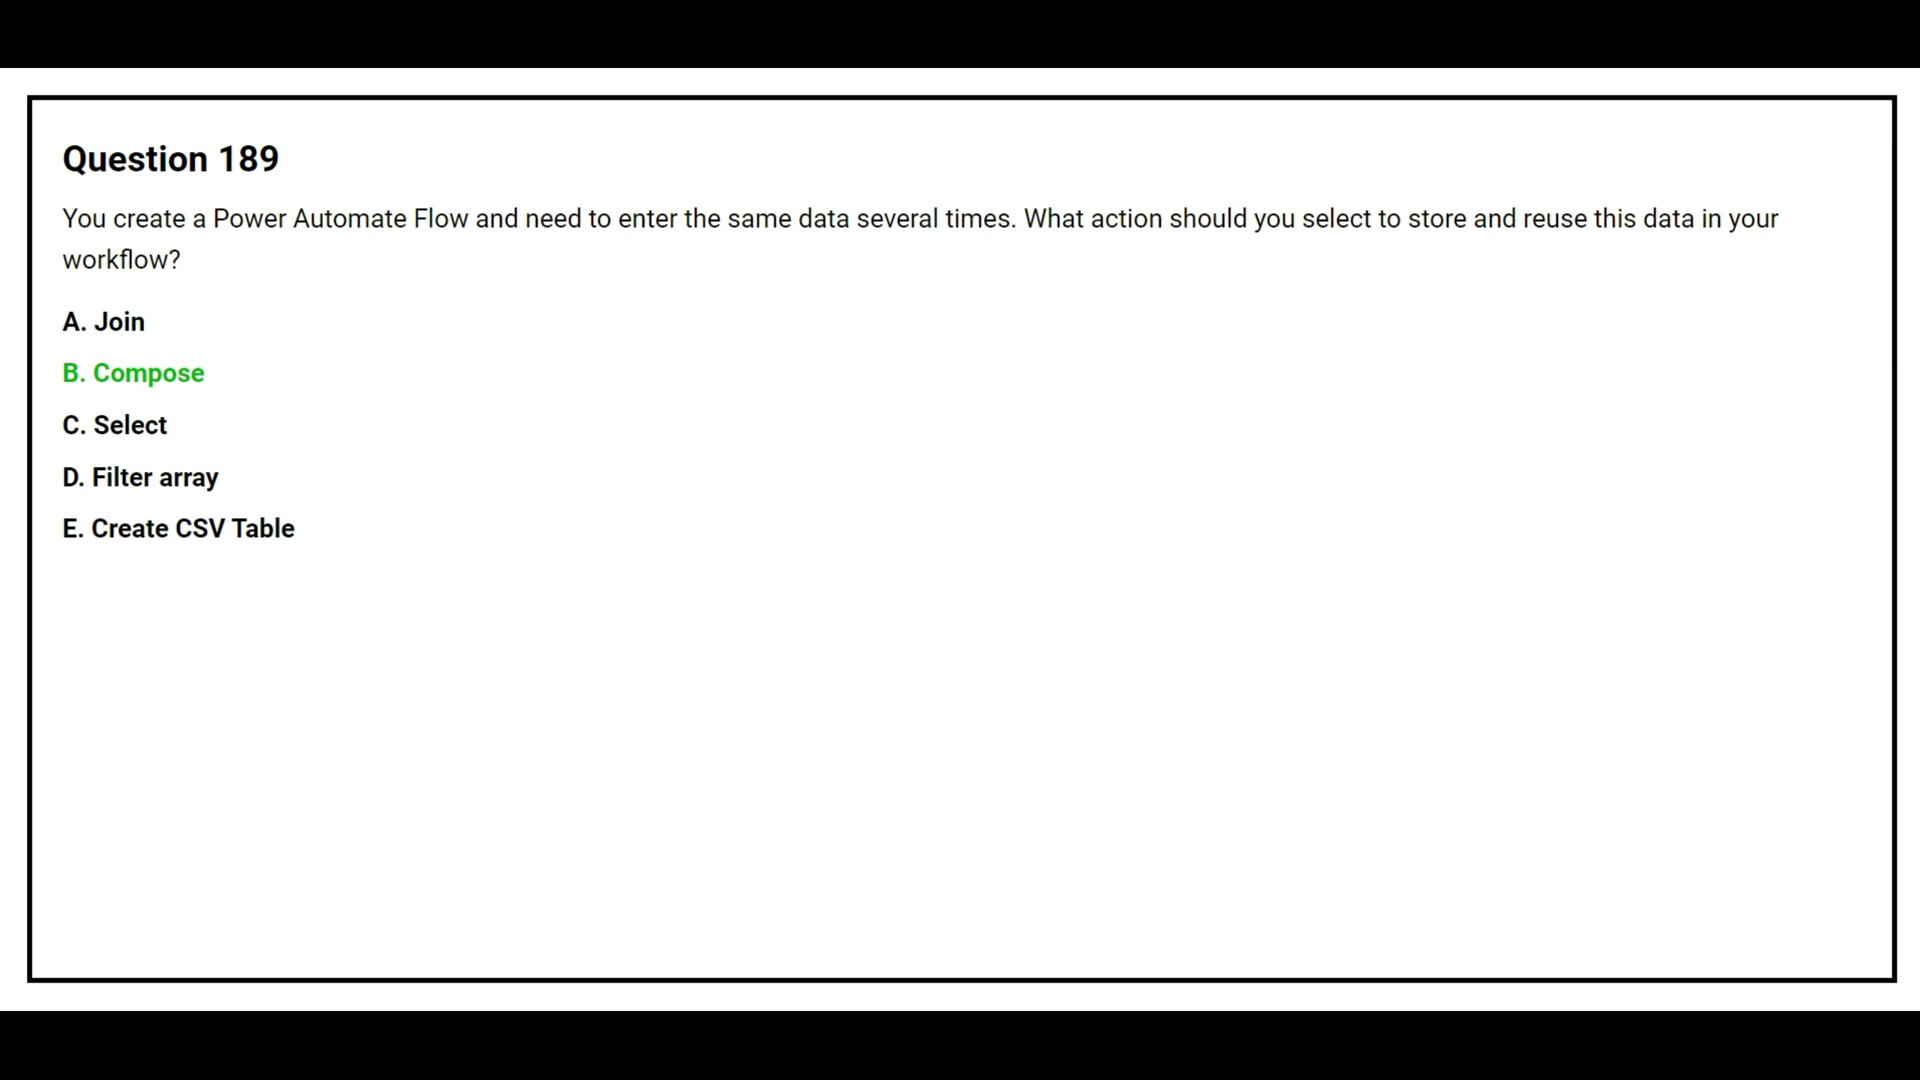 Question 189
You create a Power Automate Flow and need to enter the same data several times. What action should you select to store and reuse this data in your
workflow?
A. Join
B. Compose
C. Select
D. Filter array
E. Create CSV Table